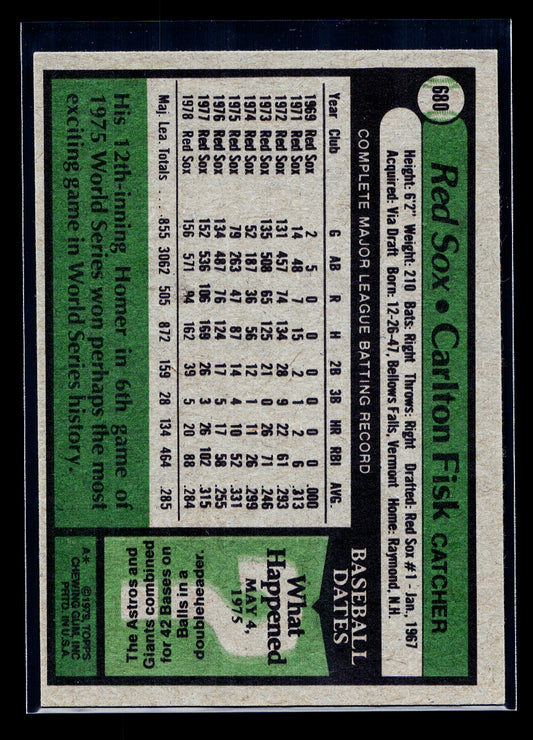 680
Red Sox • Carlton Fisk CATCHER
Height: 6'2" Weight: 210 Bats: Right Throws: Right Drafted: Red Sox #1 - Jan., 1967
Acquired: Via Draft Born: 12-26-47, Bellows Falls, Vermont Home: Raymond, N.H.
COMPLETE MAJOR LEAGUE BATTING RECORD
Year Club G AB R H 2B 3B HR RBI AVG.
1969 Red Sox 2 5 0 0 0 0 0 0 .000
1971 Red Sox 14 48 7 15 2 1 2 6 .313
1972 Red Sox 131 457 74 134 28 9 22 61 .293
1973 Red Sox 135 508 65 125 21 0 26 71 .246
1974 Red Sox 52 187 36 56 12 1 11 26 .299
1975 Red Sox 79 263 47 87 14 4 10 52 .331
1976 Red Sox 134 487 76 124 17 5 17 58 .255
1977 Red Sox 152 536 106 169 26 3 26 102 .315
1978 Red Sox 156 571 94 162 39 5 20 88 .284
Maj. Lea. Totals... 855 3062 505 872 159 28 134 464 .285
His 12th-inning Homer in 6th game of
1975 World Series won perhaps the most
exciting game in World Series history.
BASEBALL
DATES
What
Happened
MAY 4,
1975
?
The Astros and
Giants combined
for 42 Bases on
Balls in a
doubleheader.
A* ©1979, TOPPS
CHEWING GUM, INC
PRTD. IN U.S.A.